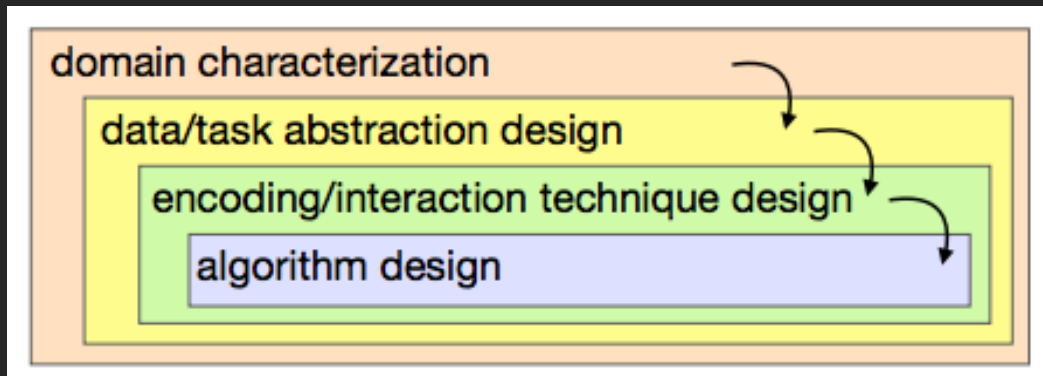 domain characterization
data/task abstraction design
encoding/interaction technique design
algorithm design